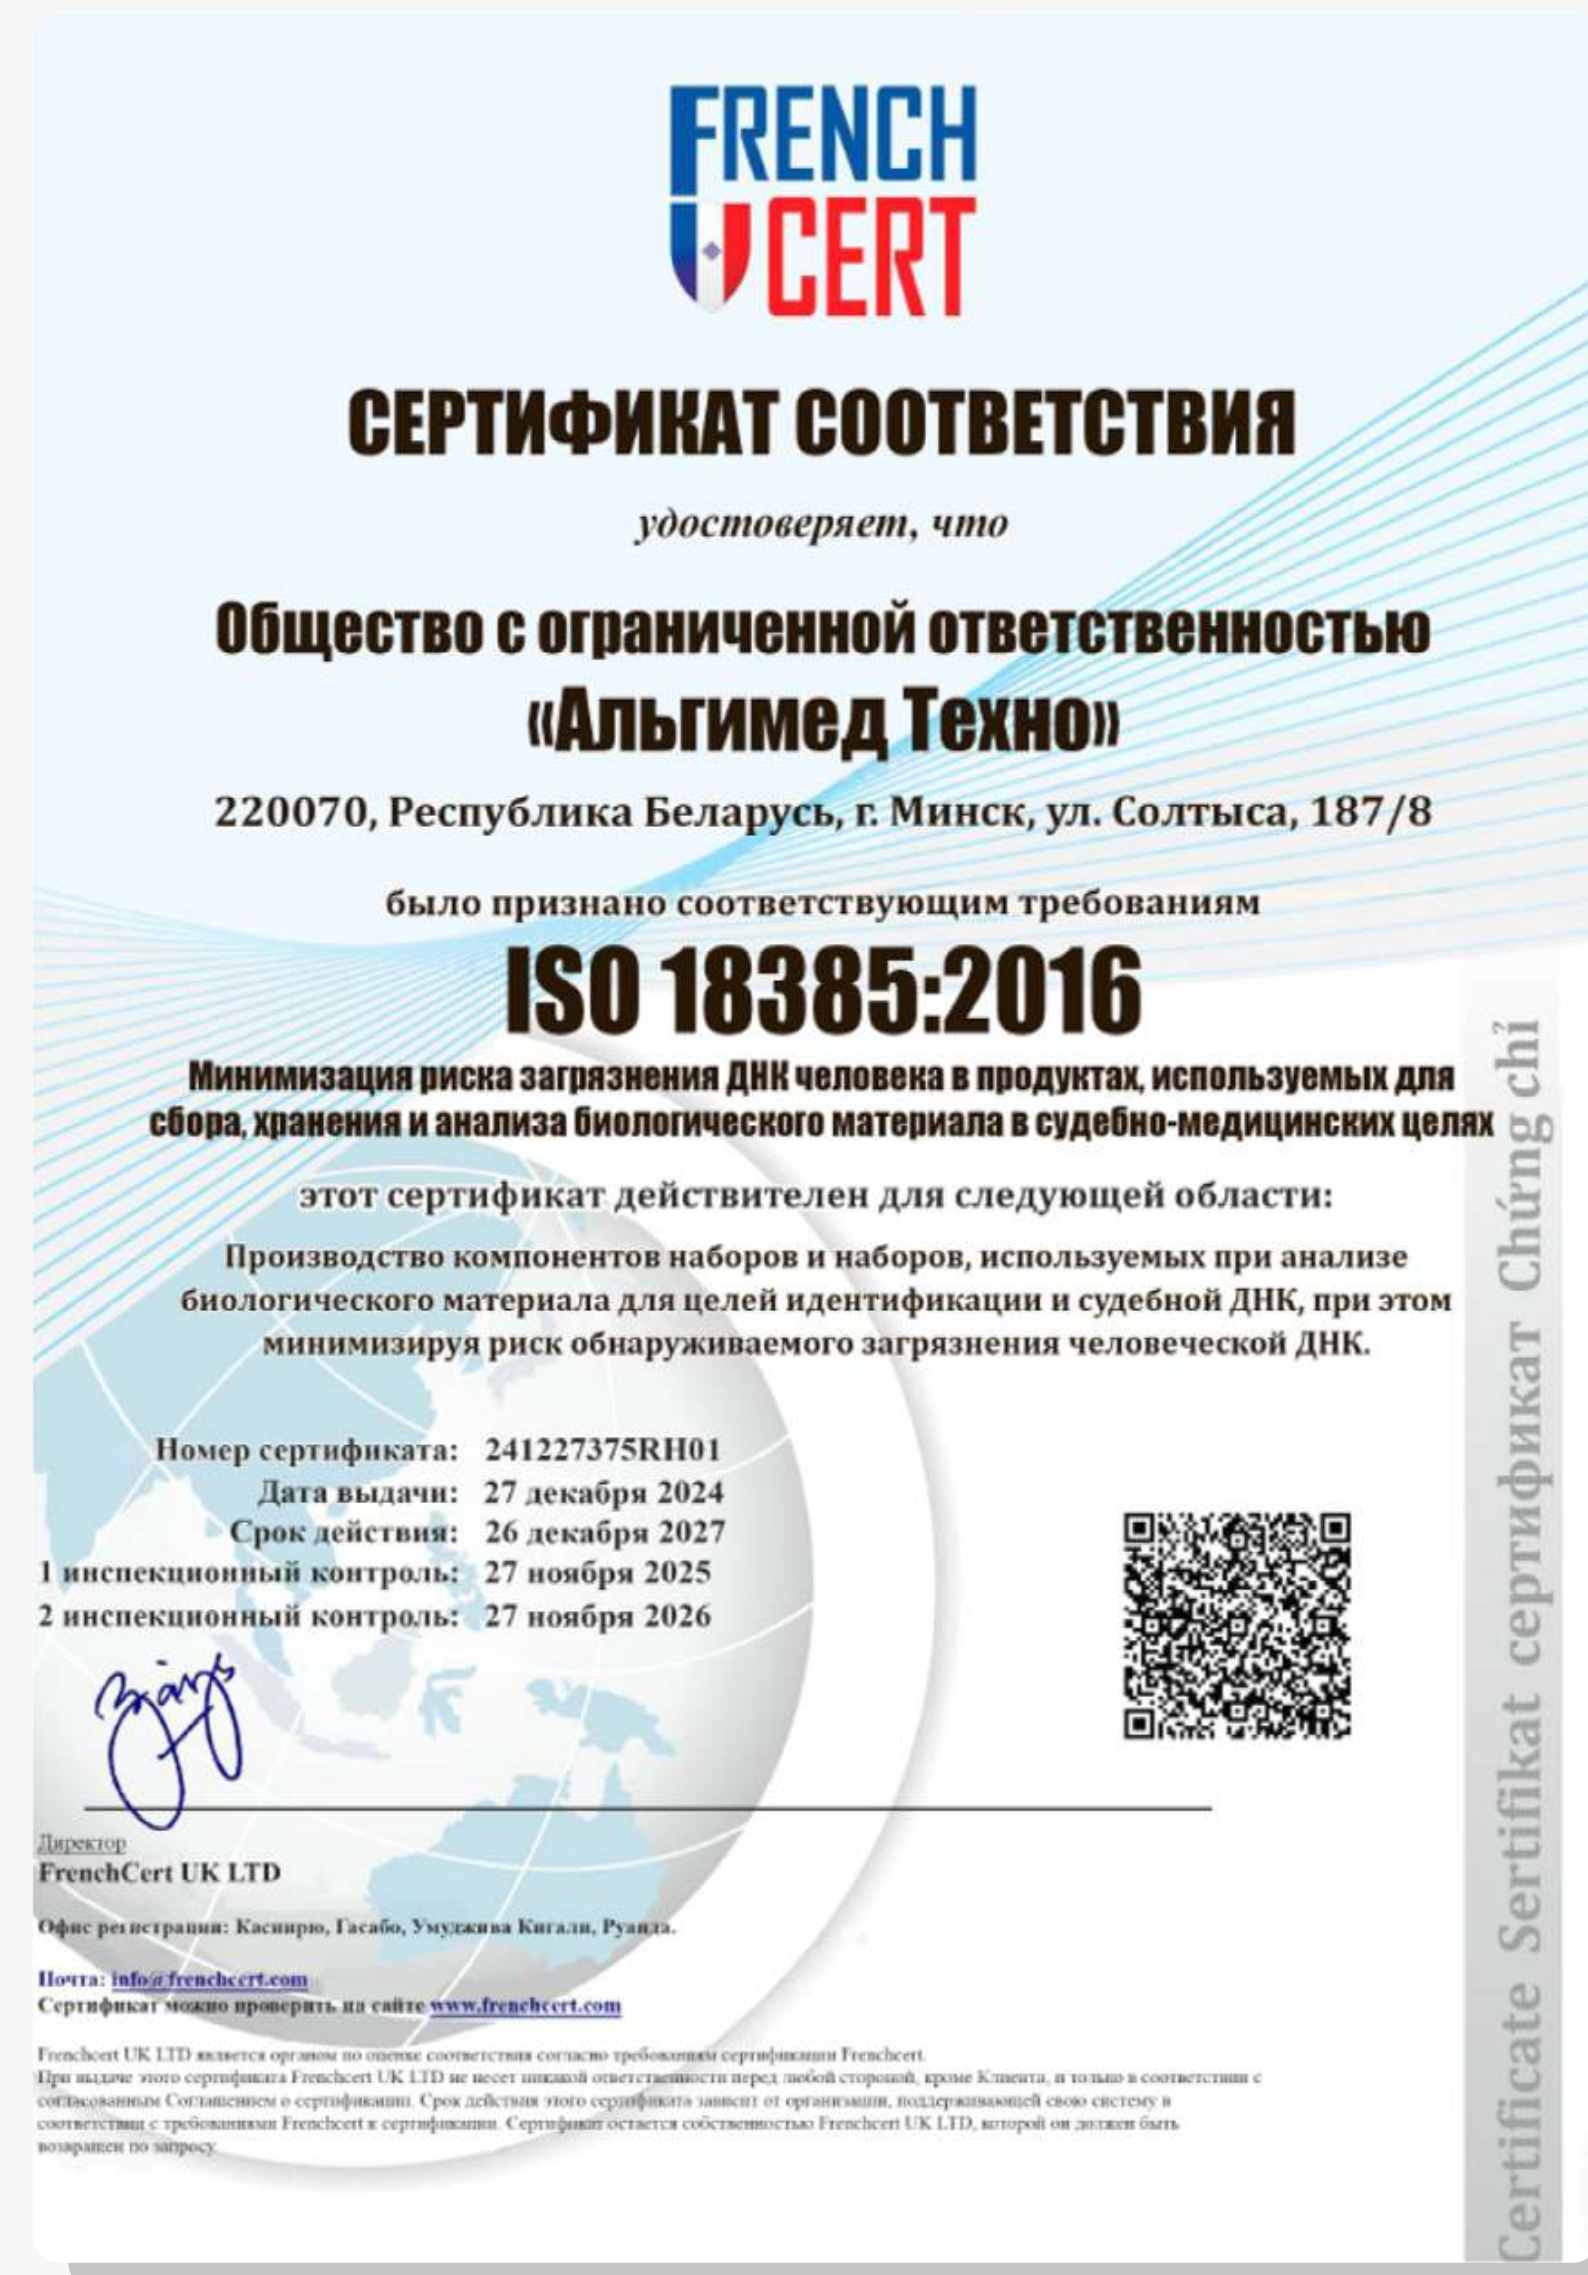 FRENCH
CERT
СЕРТИФИКАТ СООТВЕТСТВИЯ
удостоверяет, что
Общество с ограниченной ответственностью
«Альгимед Техно»
220070, Республика Беларусь, г. Минск, ул. Солтыса, 187/8
было признано соответствующим требованиям
ISO 18385:2016
Минимизация риска загрязнения ДНК человека в продуктах, используемых для
сбора, хранения и анализа биологического материала в судебно-медицинских целях
этот сертификат действителен для следующей области:
Производство компонентов наборов и наборов, используемых при анализе
биологического материала для целей идентификации и судебной ДНК, при этом
минимизируя риск обнаруживаемого загрязнения человеческой ДНК.
Номер сертификата: 241227375RH01
Дата выдачи: 27 декабря 2024
Срок действия: 26 декабря 2027
1 инспекционный контроль: 27 ноября 2025
2 инспекционный контроль: 27 ноября 2026
Директор
FrenchCert UK LTD
Офис регистрации: Касиирю, Гасабо, Умуджива Кигали, Руанда.
Почта: info@frenchcert.com
Сертификат можно проверить на сайте www.frenchcert.com
Frenchcert UK LTD является органом по оценке соответствия согласно требованиям сертификации Frenchcert.
При выдаче этого сертификата Frenchcert UK LTD не несет никакой ответственности перед любой стороной, кроме Клиента, и только в соответствии с
согласованным Соглашением о сертификации. Срок действия этого сертификата зависит от организации, поддерживающей свою систему в
соответствии с требованиями Frenchcert к сертификации. Сертификат остается собственностью Frenchcert UK LTD, которой он должен быть
возвращен по запросу.
Certificate Sertifikat сертификат Chứng chỉ